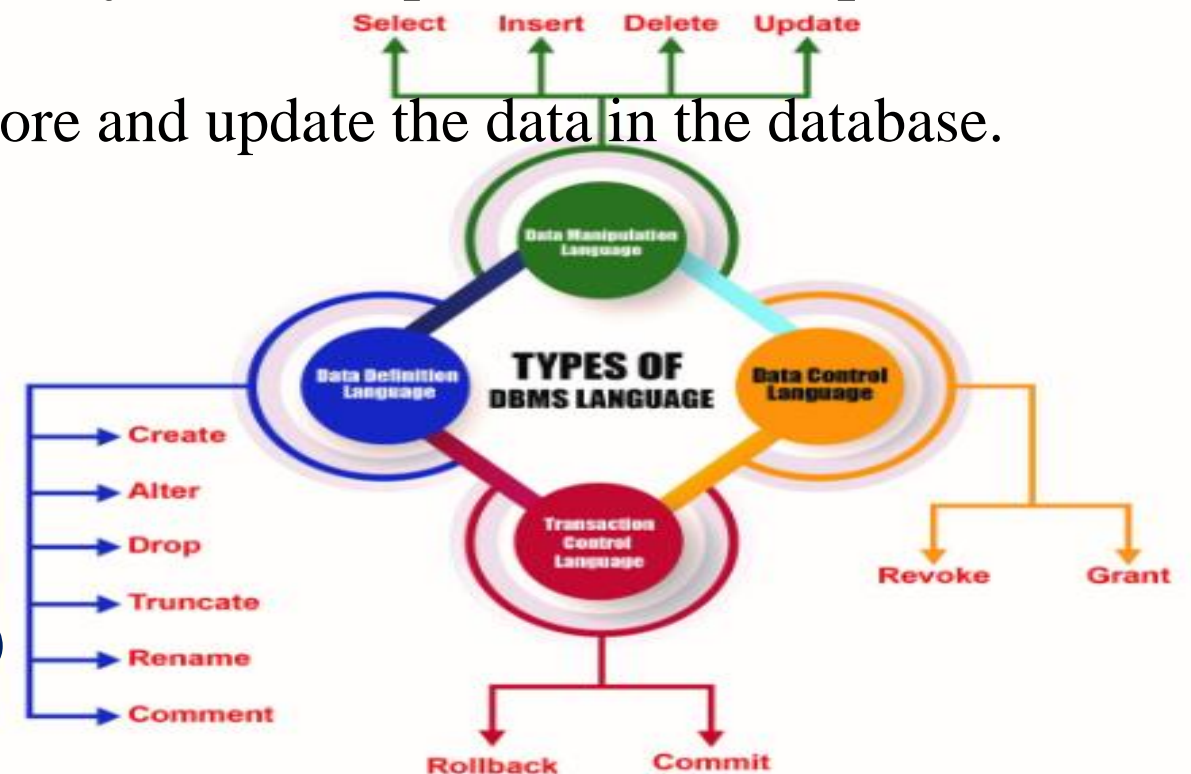 Select Insert Delete Update
ore and update the data in the database.
Data Manipulation
Language
Data Definition
Language
TYPES OF
DBMS LANGUAGE
Data Control
Language
Create
Alter
Drop
Truncate
Rename
Comment
Transaction
Control
Language
Revoke Grant
Rollback Commit